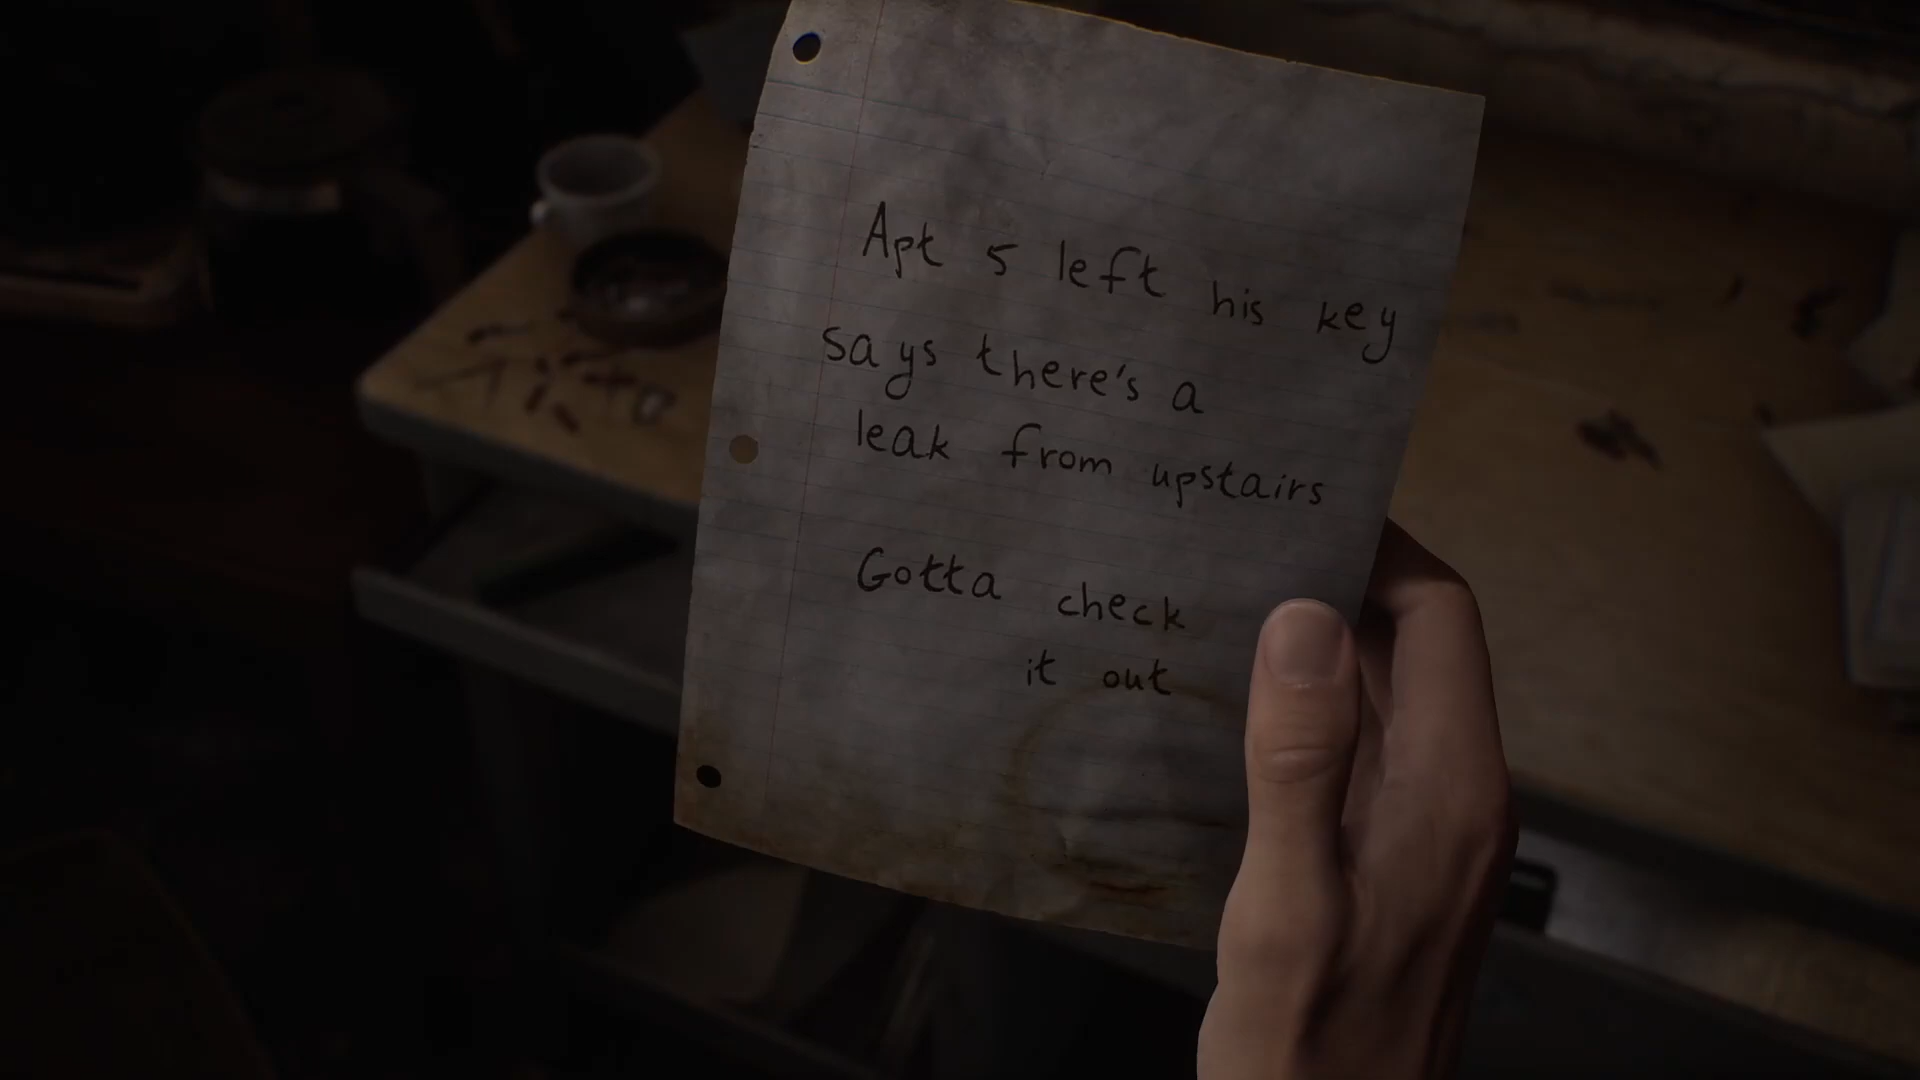 Apt 5 left his key
says there's a
leak from upstairs
Gotta check
it out